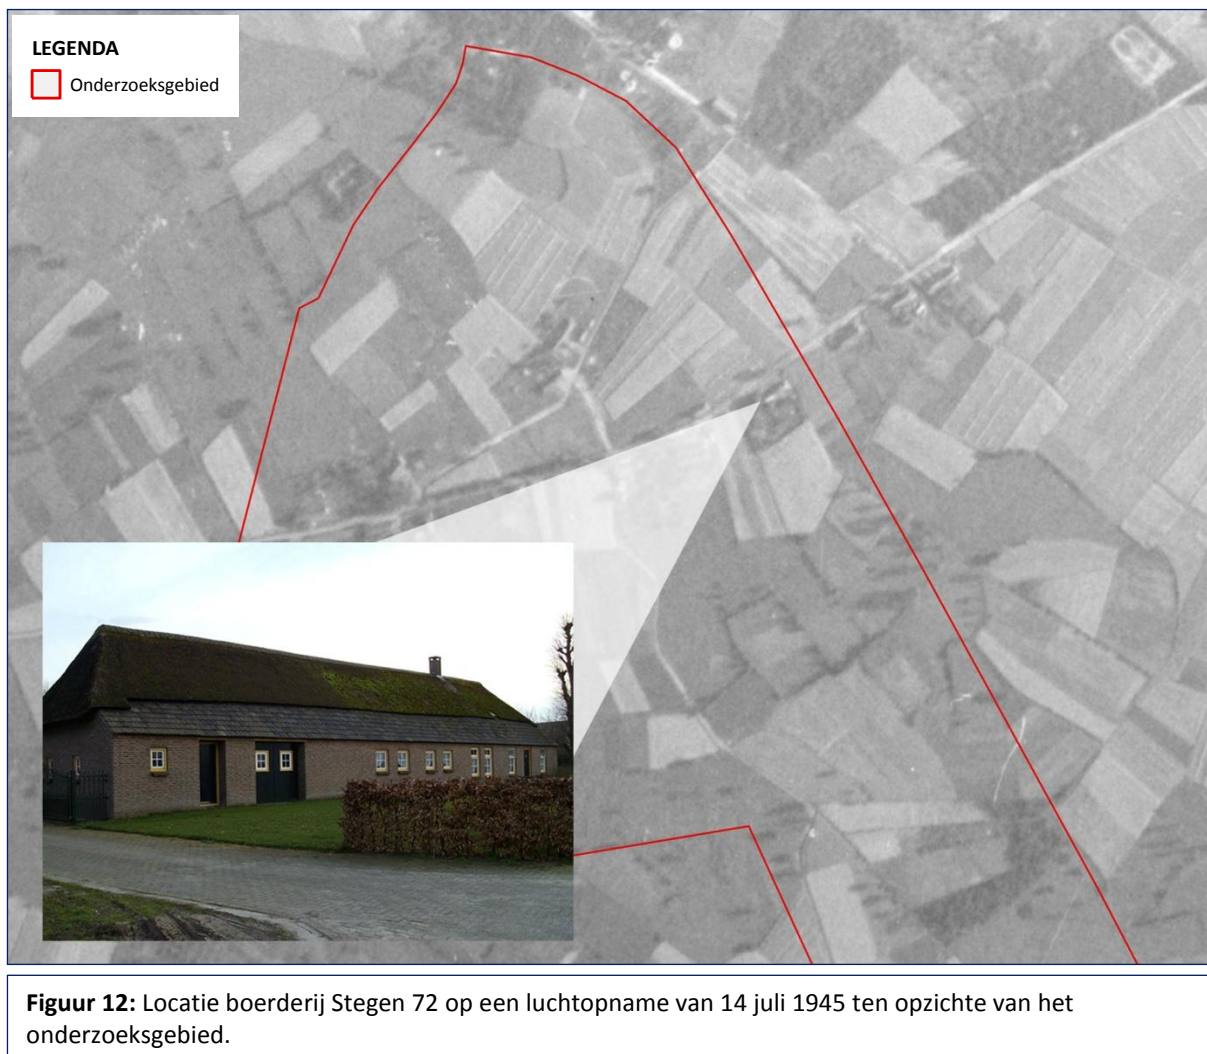 LEGENDA
Onderzoeksgebied
Figuur 12: Locatie boerderij Stegen 72 op een luchtopname van 14 juli 1945 ten opzichte van het
onderzoeksgebied.